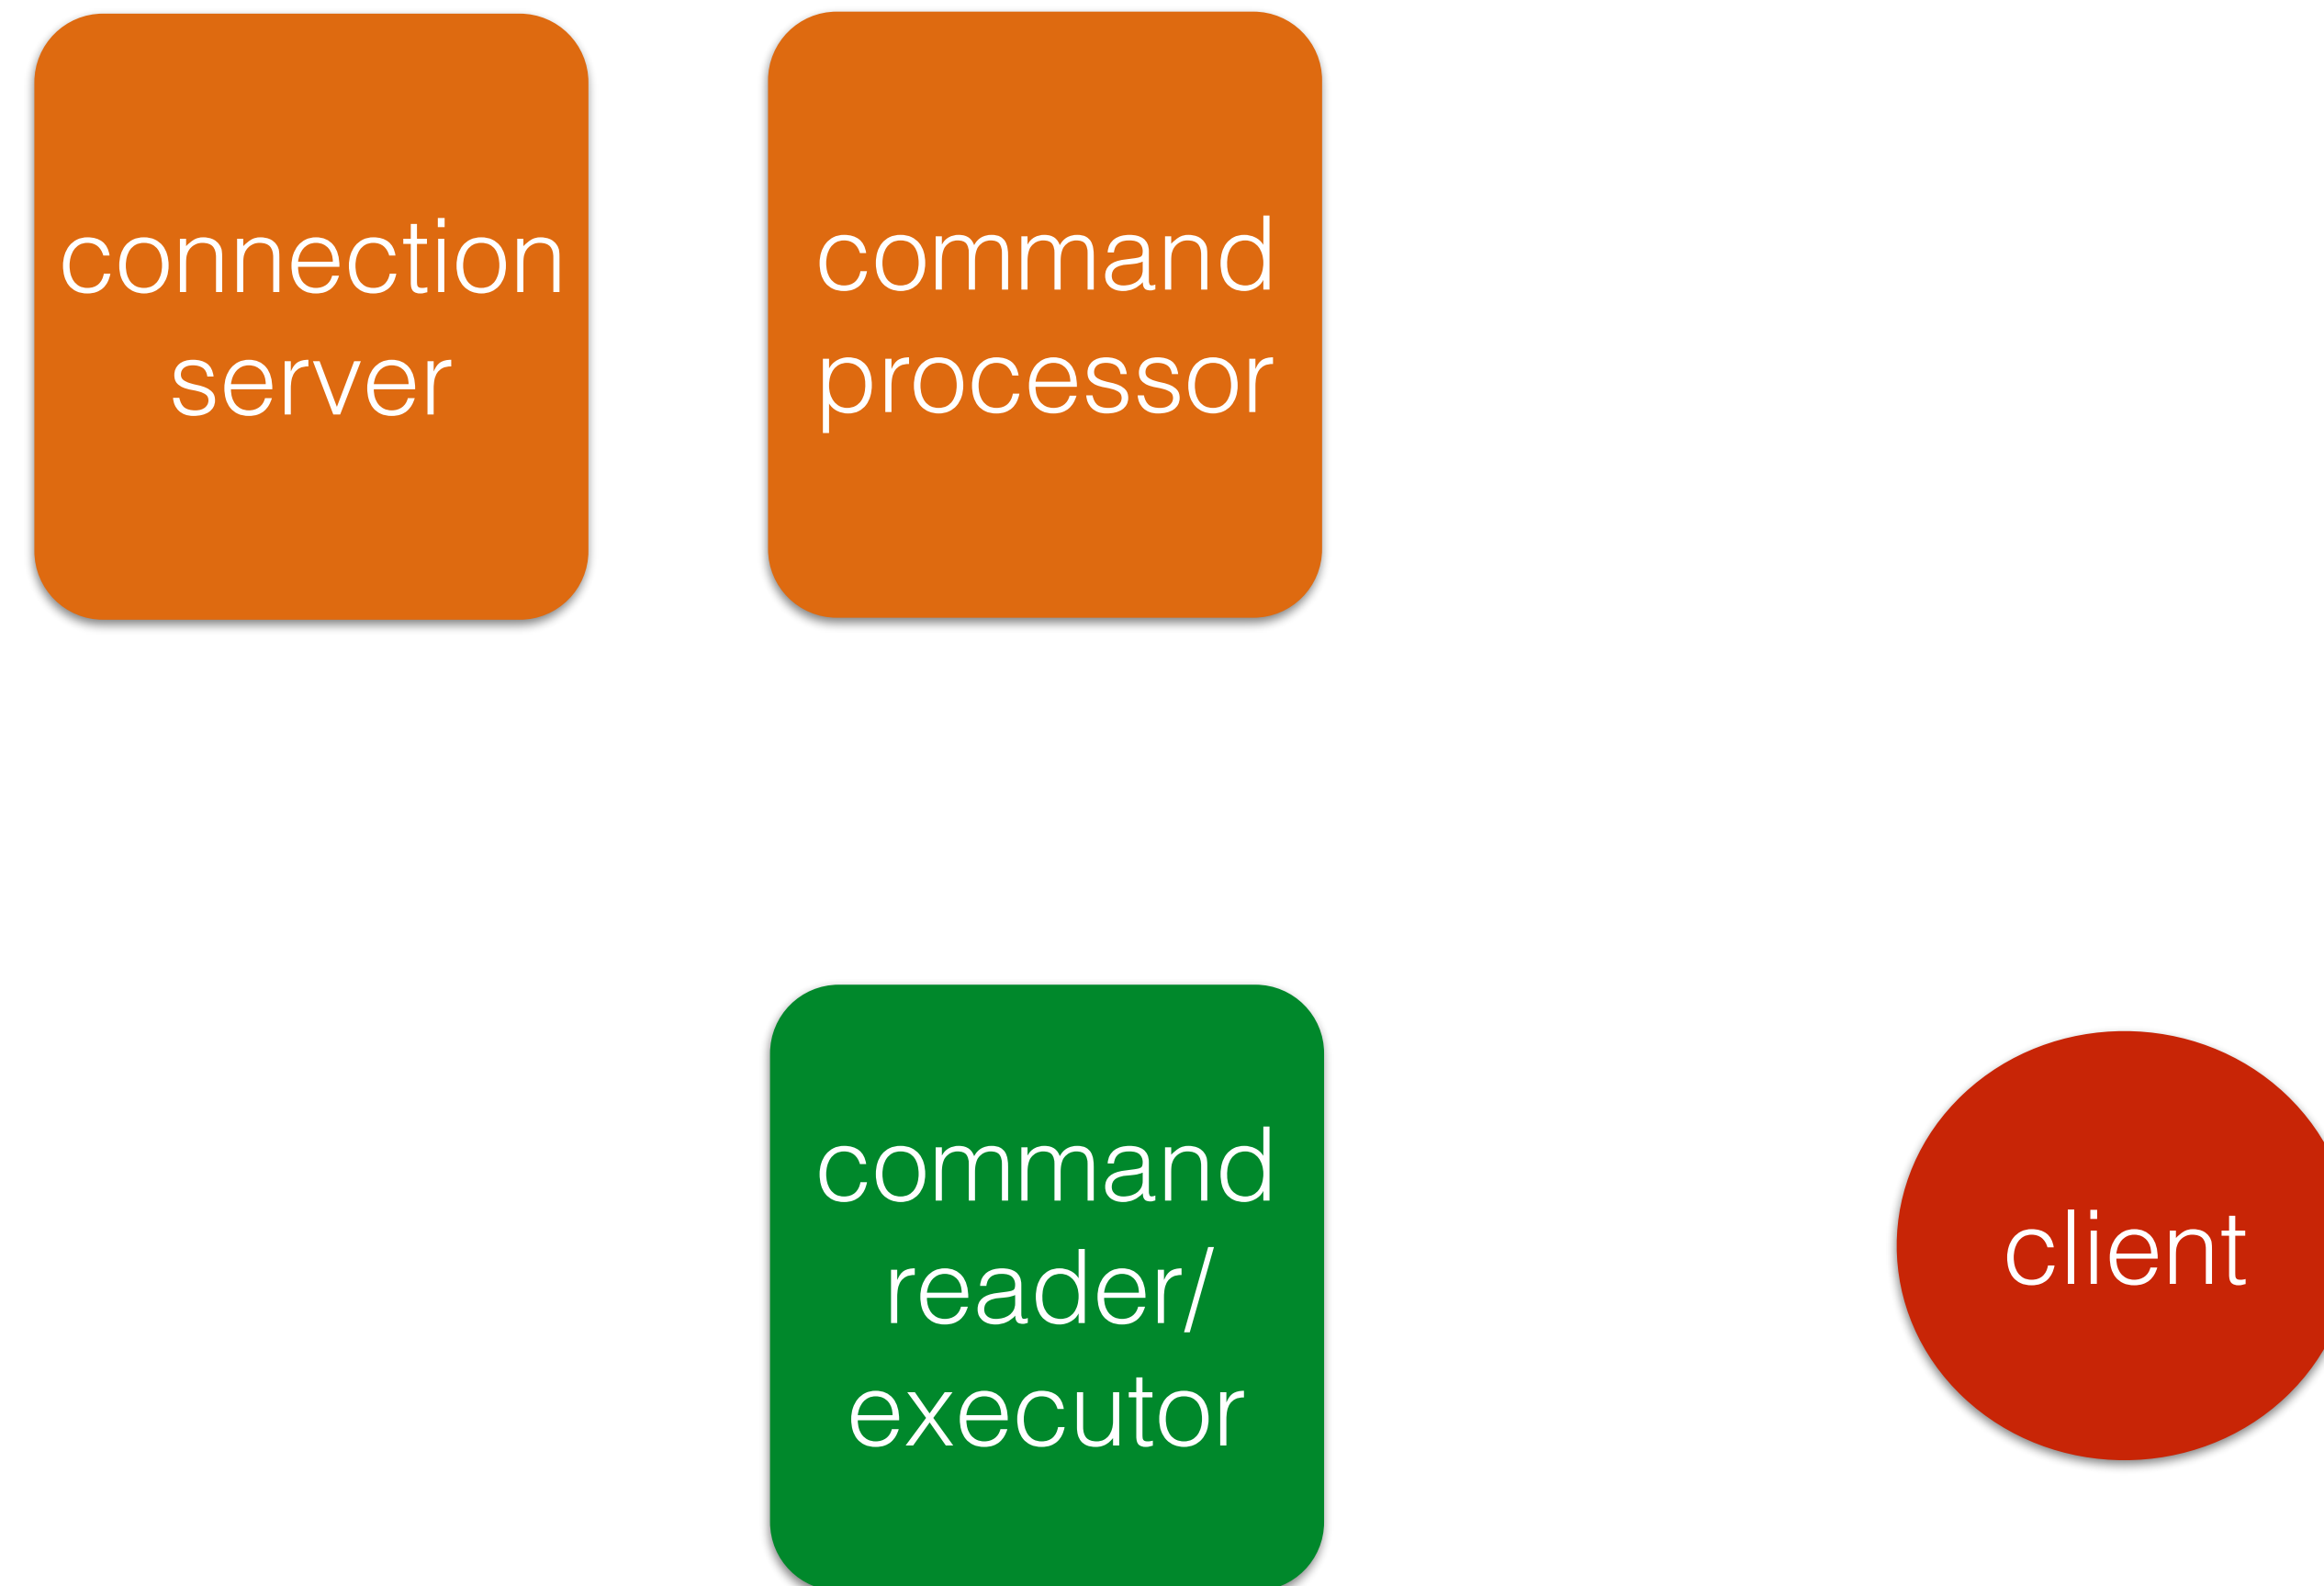 connection
server
command
processor
command
reader/
executor
client